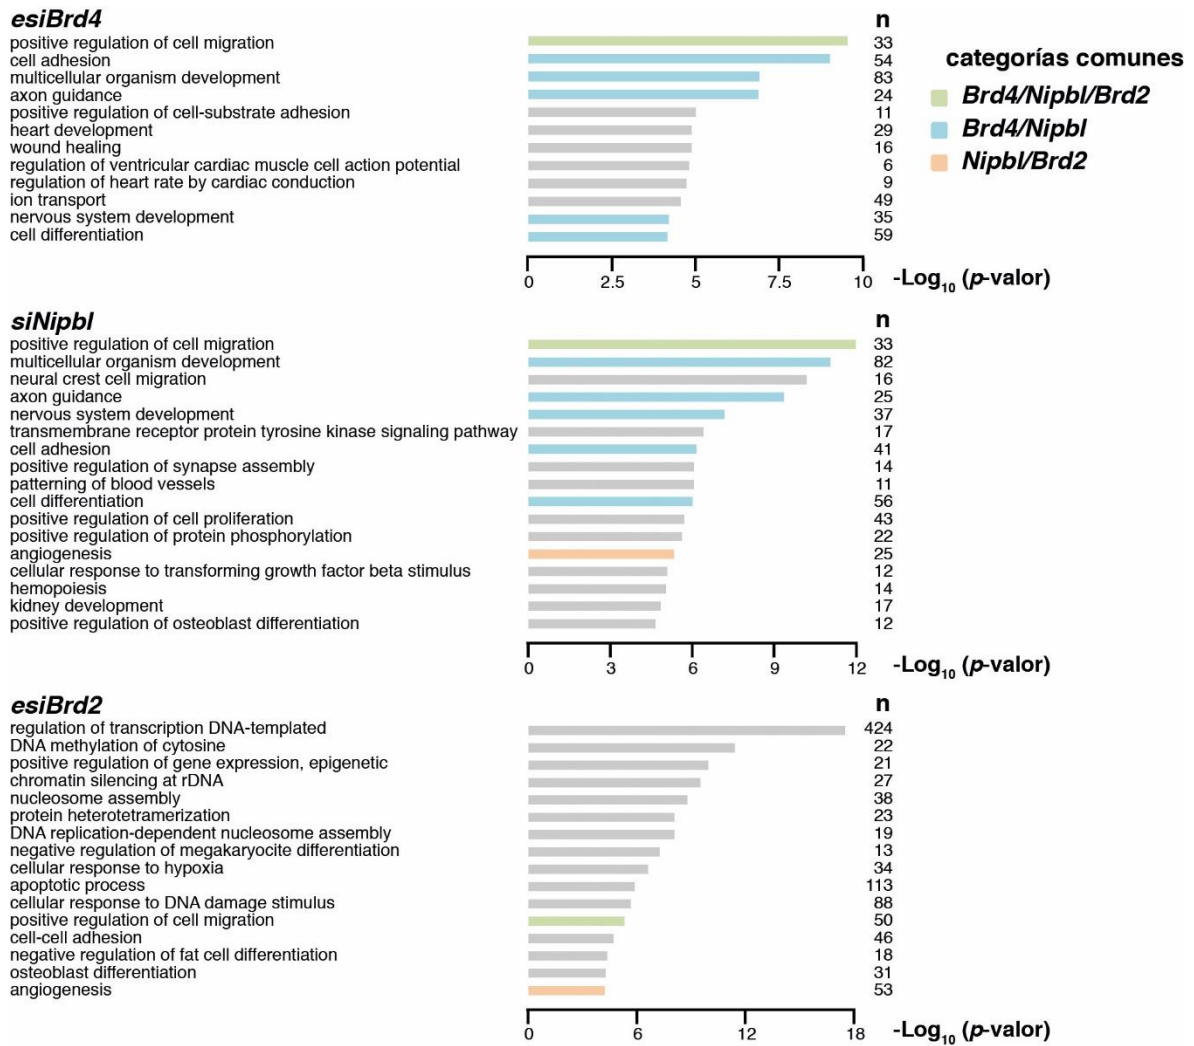 esiBrd4 n
positive regulation of cell migration 33
cell adhesion 54
multicellular organism development 83
axon guidance 24
positive regulation of cell-substrate adhesion 11
heart development 29
wound healing 16
regulation of ventricular cardiac muscle cell action potential 6
regulation of heart rate by cardiac conduction 9
ion transport 49
nervous system development 35
cell differentiation 59
0 2.5 5 7.5 10 -Log10 (p-valor)
categorías comunes
Brd4/Nipbl/Brd2
Brd4/Nipbl
Nipbl/Brd2
siNipbl n
positive regulation of cell migration 33
multicellular organism development 82
neural crest cell migration 16
axon guidance 25
nervous system development 37
transmembrane receptor protein tyrosine kinase signaling pathway 17
cell adhesion 41
positive regulation of synapse assembly 14
patterning of blood vessels 11
cell differentiation 56
positive regulation of cell proliferation 43
positive regulation of protein phosphorylation 22
angiogenesis 25
cellular response to transforming growth factor beta stimulus 12
hemopoiesis 14
kidney development 17
positive regulation of osteoblast differentiation 12
0 3 6 9 12 -Log10 (p-valor)
esiBrd2 n
regulation of transcription DNA-templated 424
DNA methylation of cytosine 22
positive regulation of gene expression, epigenetic 21
chromatin silencing at rDNA 27
nucleosome assembly 38
protein heterotetramerization 23
DNA replication-dependent nucleosome assembly 19
negative regulation of megakaryocite differentiation 13
cellular response to hypoxia 34
apoptotic process 113
cellular response to DNA damage stimulus 88
positive regulation of cell migration 50
cell-cell adhesion 46
negative regulation of fat cell differentiation 18
osteoblast differentiation 31
angiogenesis 53
0 6 12 18 -Log10 (p-valor)